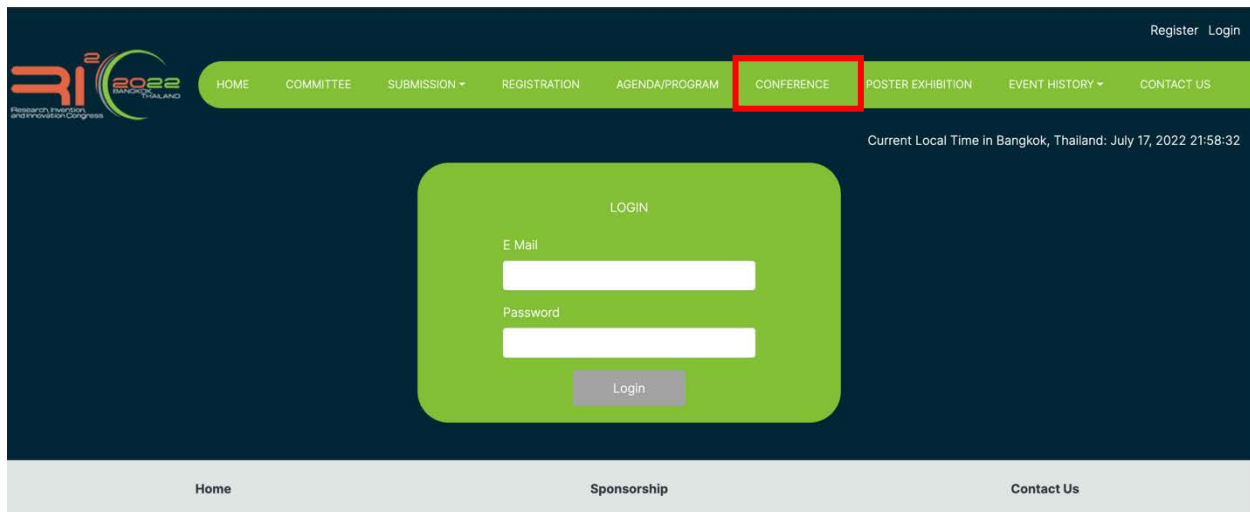 Register Login
RI² 2022 BANGKOK THAILAND
Research, Invention, and Innovation Congress
HOME COMMITTEE SUBMISSION REGISTRATION AGENDA/PROGRAM CONFERENCE POSTER EXHIBITION EVENT HISTORY CONTACT US
Current Local Time in Bangkok, Thailand: July 17, 2022 21:58:32
LOGIN
E Mail
Password
Login
Home Sponsorship Contact Us